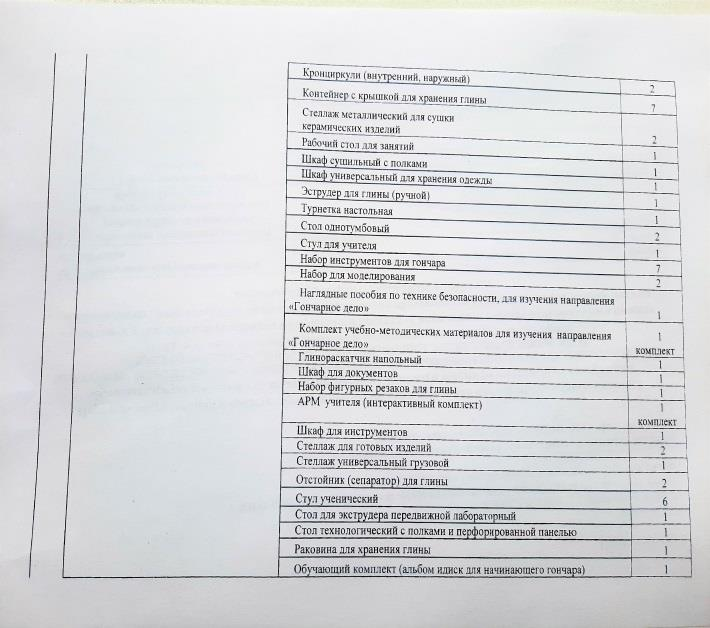 Кронциркули (внутренний, наружный) 2
Контейнер с крышкой для хранения глины 7
Стеллаж металлический для сушки
керамических изделий 2
Рабочий стол для занятий 1
Шкаф сушильный с полками 1
Шкаф универсальный для хранения одежды 1
Эструдер для глины (ручной) 1
Турнетка настольная 1
Стол однотумбовый 2
Стул для учителя 1
Набор инструментов для гончара 7
Набор для моделирования 2
Наглядные пособия по технике безопасности, для изучения направления
«Гончарное дело» 1
Комплект учебно-методических материалов для изучения направления 1
«Гончарное дело» комплект
Глинораскатчик напольный 1
Шкаф для документов 1
Набор фигурных резаков для глины 1
АРМ учителя (интерактивный комплект) 1
комплект
Шкаф для инструментов 1
Стеллаж для готовых изделий 2
Стеллаж универсальный грузовой 1
Отстойник (сепаратор) для глины 2
Стул ученический 6
Стол для экструдера передвижной лабораторный 1
Стол технологический с полками и перфорированной панелью 1
Раковина для хранения глины 1
Обучающий комплект (альбом идиск для начинающего гончара) 1